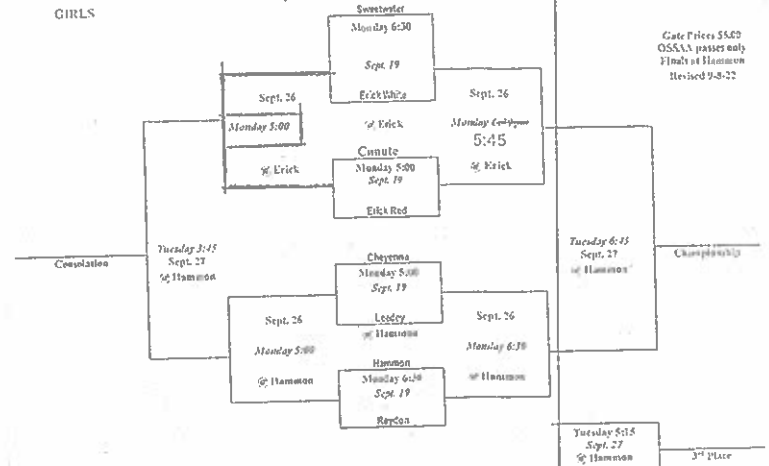 GIRLS
Sweetwater
Monday 6:30
Sept. 19
Erick White
@ Erick
Gate Prices $5.00
OSSAA passes only
Finals at Hammon
Revised 9-8-22
Sept. 26
Monday 5:00
@ Erick
Sept. 26
Monday
5:45
@ Erick
Canute
Monday 5:00
Sept. 19
Erick Red
Tuesday 3:45
Sept. 27
@ Hammon
Consolation
Tuesday 6:45
Sept. 27
@ Hammon
Championship
Cheyenne
Monday 5:00
Sept. 19
Leedey
@ Hammon
Sept. 26
Monday 5:00
@ Hammon
Sept. 26
Monday 6:30
@ Hammon
Hammon
Monday 6:30
Sept. 19
Reydon
Tuesday 5:15
Sept. 27
@ Hammon
3rd Place